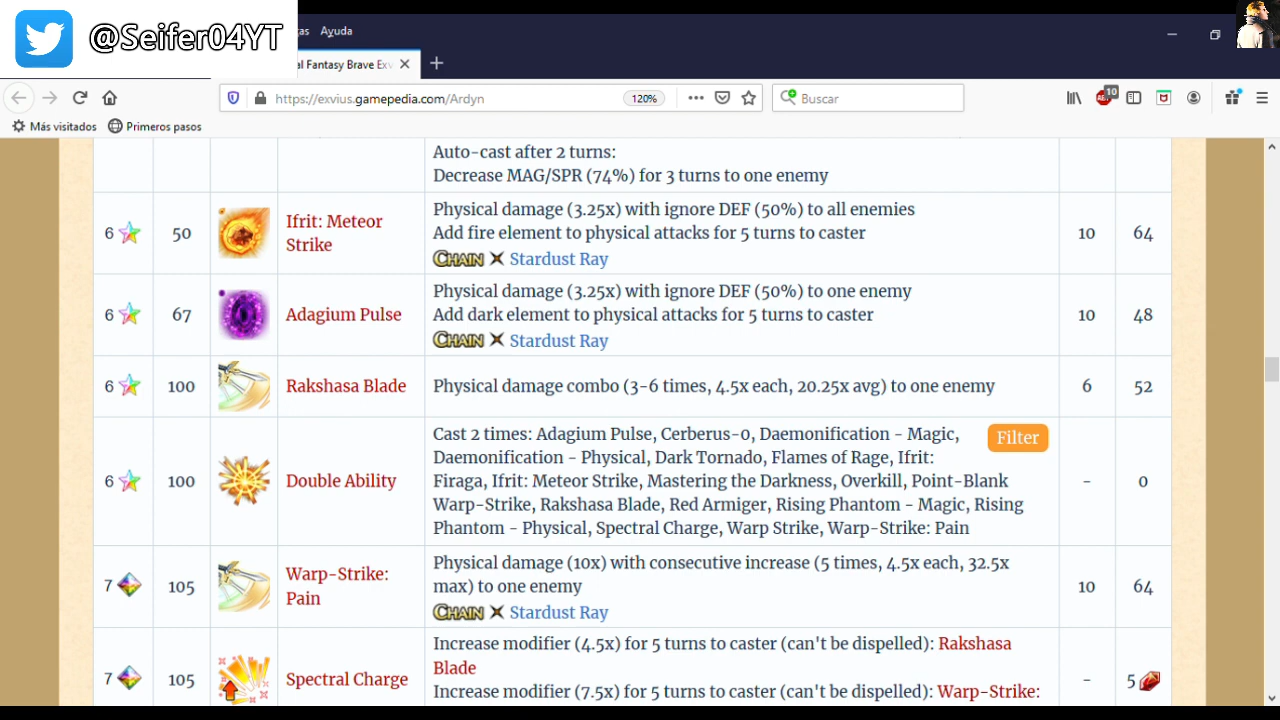 @Seifer04YT
as Ayuda
al Fantasy Brave Exv
https://exvius.gamepedia.com/Ardyn
120%
Buscar
10
Más visitados
Primeros pasos
Auto-cast after 2 turns:
Decrease MAG/SPR (74%) for 3 turns to one enemy
6 50 Ifrit: Meteor Strike
Physical damage (3.25x) with ignore DEF (50%) to all enemies
Add fire element to physical attacks for 5 turns to caster
CHAIN Stardust Ray
10 64
6 67 Adagium Pulse
Physical damage (3.25x) with ignore DEF (50%) to one enemy
Add dark element to physical attacks for 5 turns to caster
CHAIN Stardust Ray
10 48
6 100 Rakshasa Blade
Physical damage combo (3-6 times, 4.5x each, 20.25x avg) to one enemy
6 52
6 100 Double Ability
Cast 2 times: Adagium Pulse, Cerberus-0, Daemonification - Magic,
Daemonification - Physical, Dark Tornado, Flames of Rage, Ifrit:
Firaga, Ifrit: Meteor Strike, Mastering the Darkness, Overkill, Point-Blank
Warp-Strike, Rakshasa Blade, Red Armiger, Rising Phantom - Magic, Rising
Phantom - Physical, Spectral Charge, Warp Strike, Warp-Strike: Pain
Filter
- 0
7 105 Warp-Strike: Pain
Physical damage (10x) with consecutive increase (5 times, 4.5x each, 32.5x
max) to one enemy
CHAIN Stardust Ray
10 64
7 105 Spectral Charge
Increase modifier (4.5x) for 5 turns to caster (can't be dispelled): Rakshasa
Blade
Increase modifier (7.5x) for 5 turns to caster (can't be dispelled): Warp-Strike:
- 5